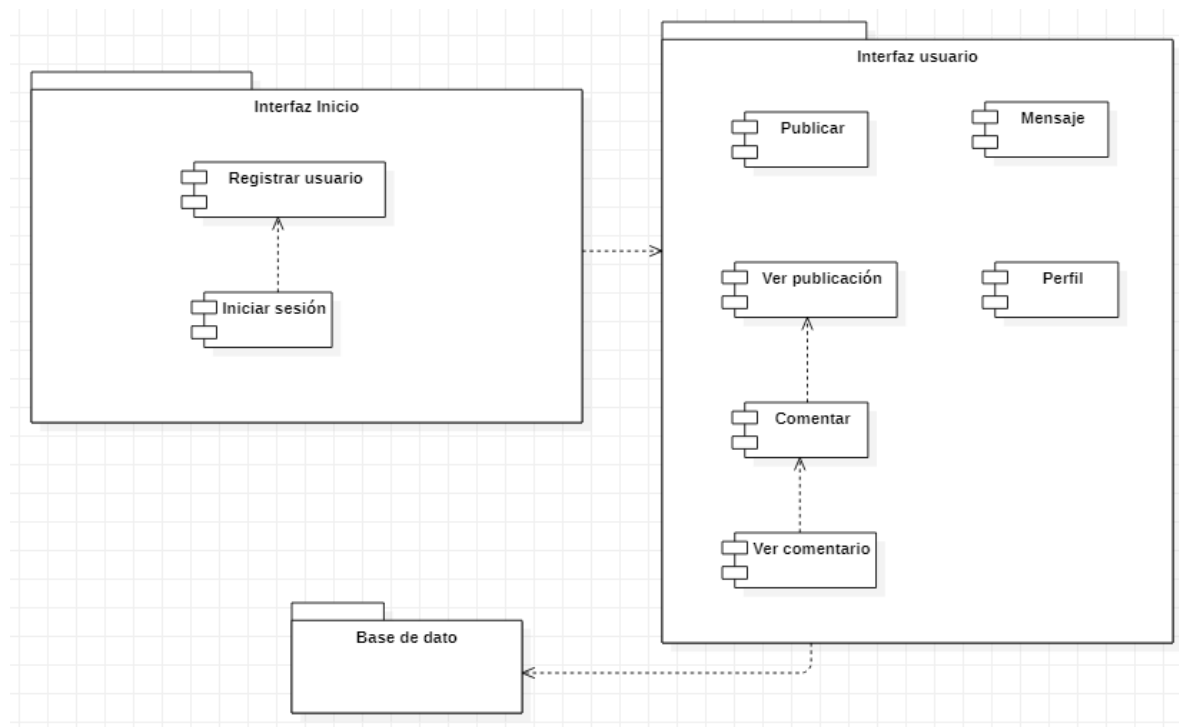 Interfaz Inicio
Registrar usuario
Iniciar sesión
Interfaz usuario
Publicar
Mensaje
Ver publicación
Perfil
Comentar
Ver comentario
Base de dato